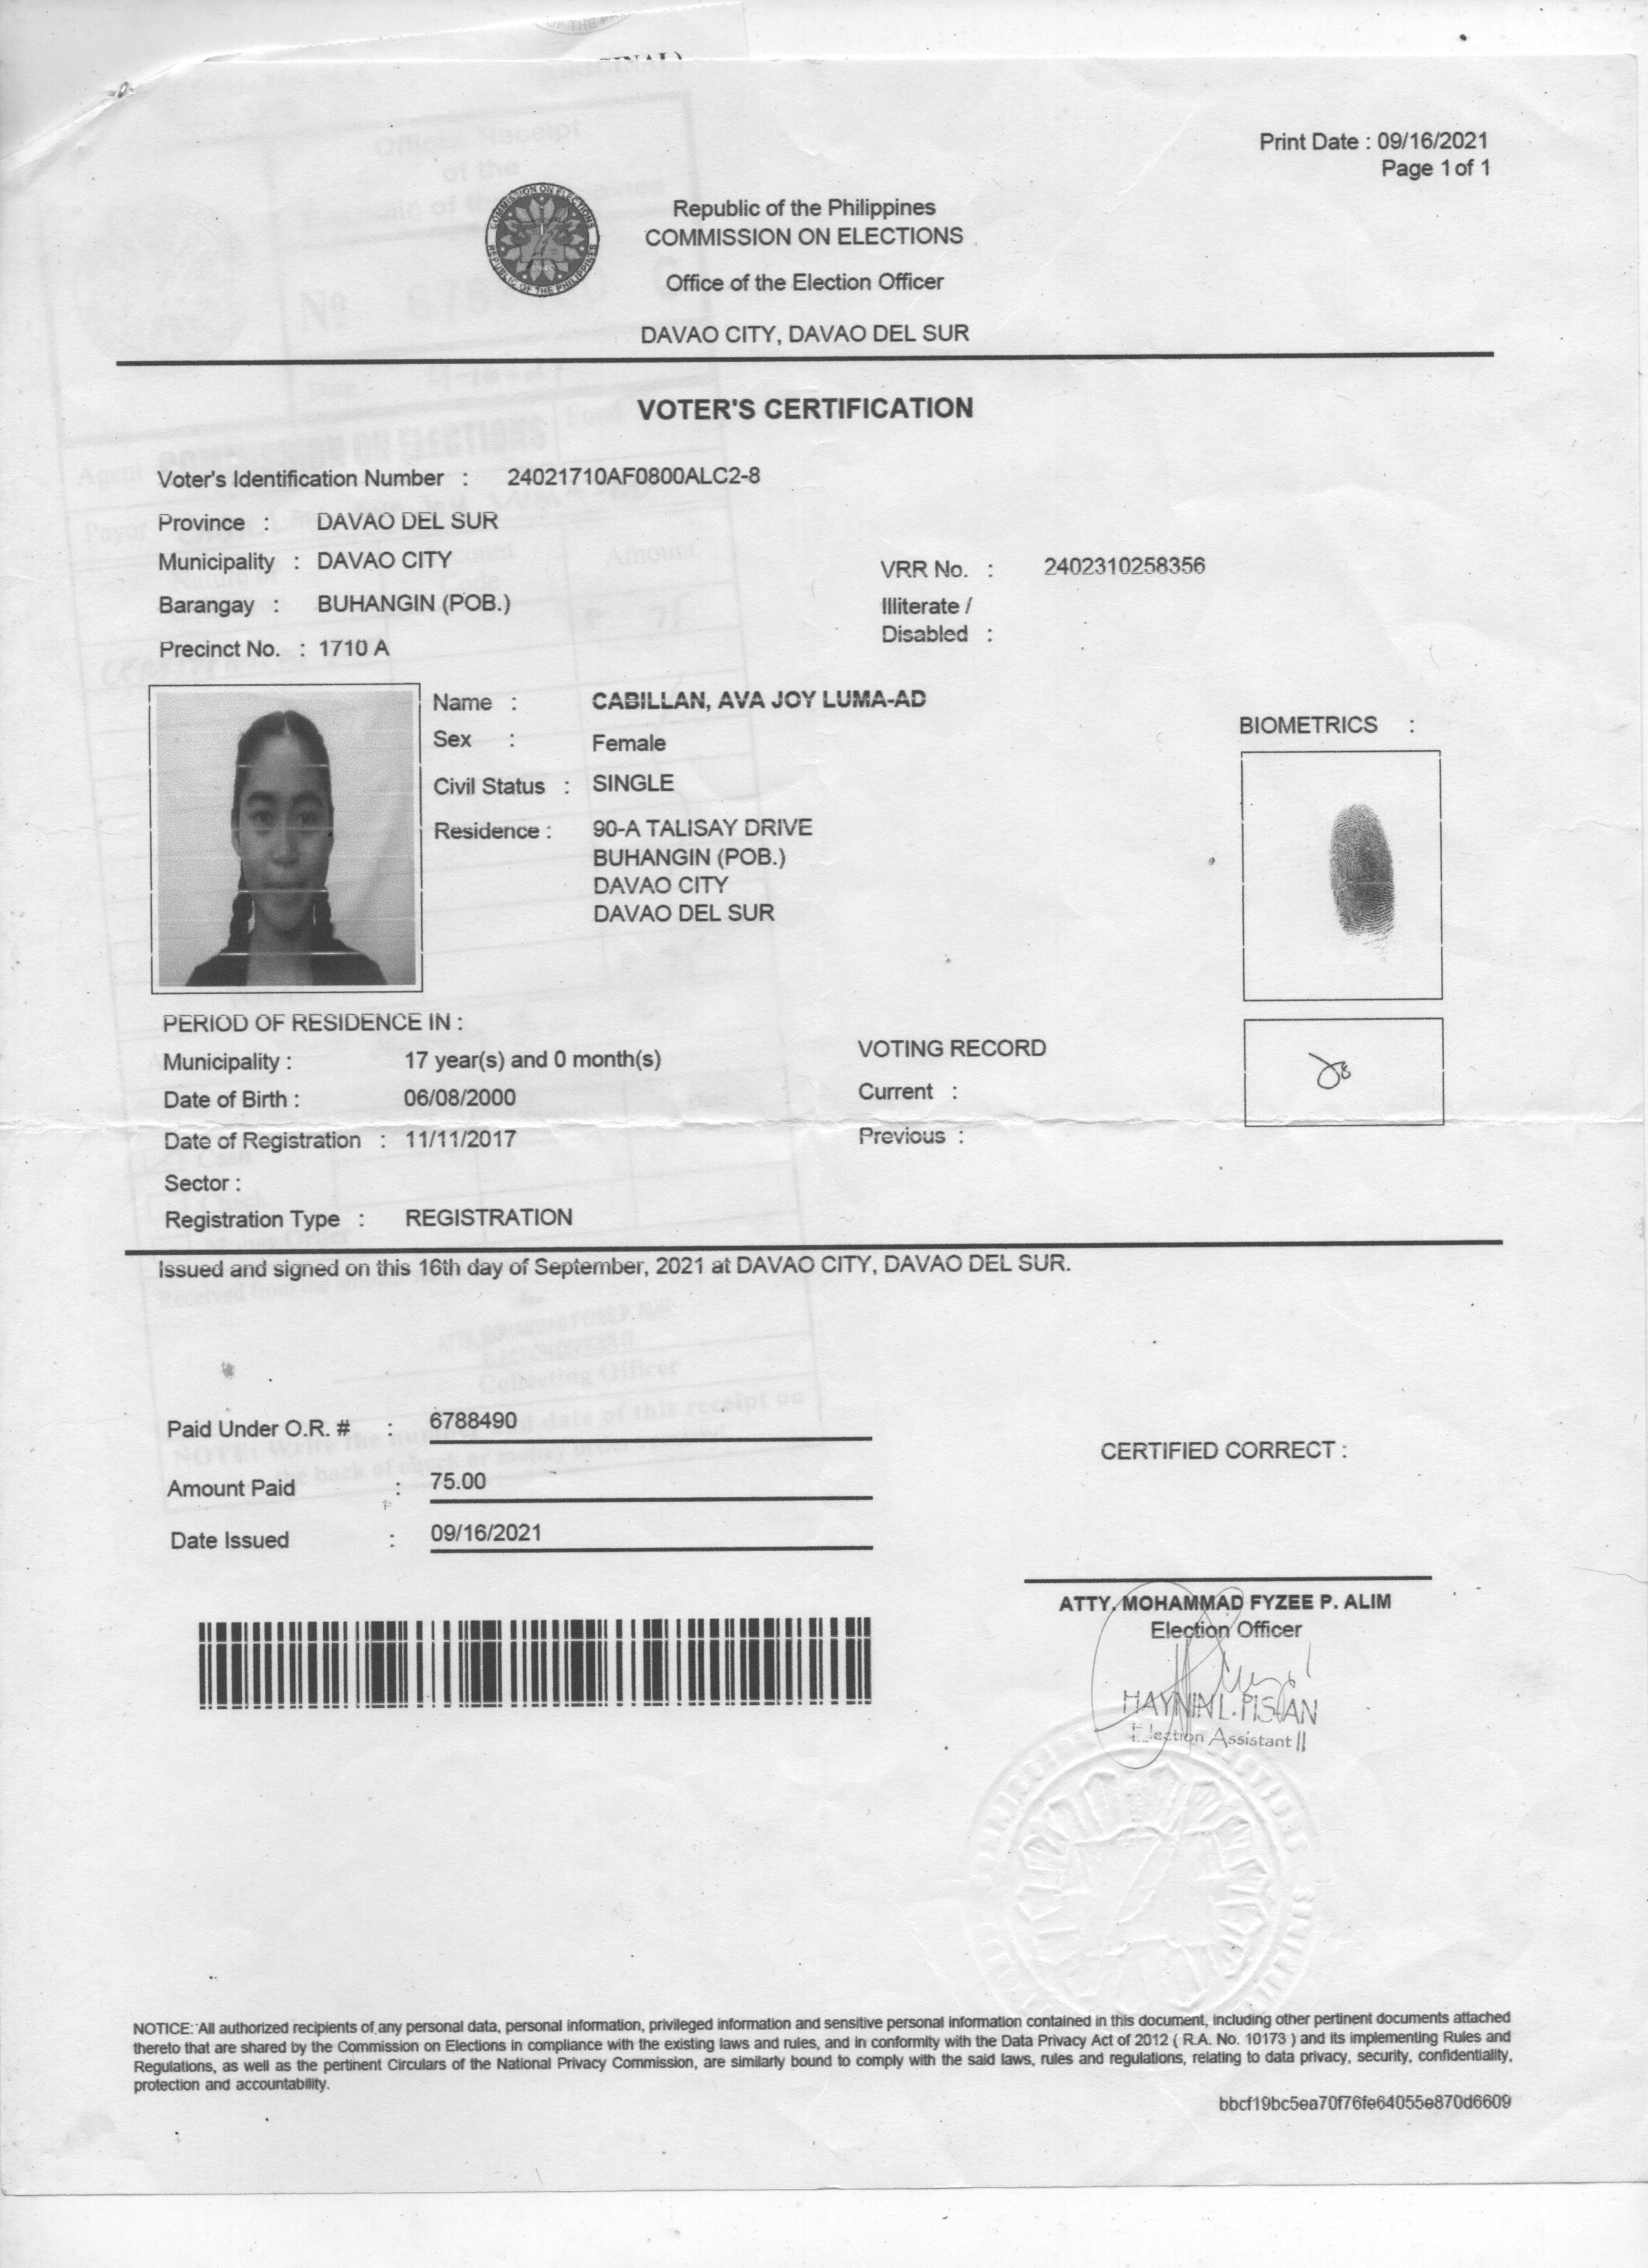 Print Date : 09/16/2021
Page 1 of 1
Republic of the Philippines
COMMISSION ON ELECTIONS
Office of the Election Officer
DAVAO CITY, DAVAO DEL SUR
COMMISSION ON ELECTIONS
REPUBLIC OF THE PHILIPPINES
VOTER'S CERTIFICATION
Voter's Identification Number : 24021710AF0800ALC2-8
Province : DAVAO DEL SUR
Municipality : DAVAO CITY
Barangay : BUHANGIN (POB.)
Precinct No. : 1710 A
VRR No. : 2402310258356
Illiterate /
Disabled :
Name : CABILLAN, AVA JOY LUMA-AD
Sex : Female
Civil Status : SINGLE
Residence : 90-A TALISAY DRIVE
BUHANGIN (POB.)
DAVAO CITY
DAVAO DEL SUR
BIOMETRICS :
PERIOD OF RESIDENCE IN :
Municipality : 17 year(s) and 0 month(s)
Date of Birth : 06/08/2000
Date of Registration : 11/11/2017
Sector :
Registration Type : REGISTRATION
VOTING RECORD
Current :
Previous :
Issued and signed on this 16th day of September, 2021 at DAVAO CITY, DAVAO DEL SUR.
Paid Under O.R. # : 6788490
Amount Paid : 75.00
Date Issued : 09/16/2021
CERTIFIED CORRECT :
ATTY. MOHAMMAD FYZEE P. ALIM
Election Officer
HAYNIN L. PISIAN
Election Assistant II
NOTICE: All authorized recipients of any personal data, personal information, privileged information and sensitive personal information contained in this document, including other pertinent documents attached
thereto that are shared by the Commission on Elections in compliance with the existing laws and rules, and in conformity with the Data Privacy Act of 2012 ( R.A. No. 10173 ) and its implementing Rules and
Regulations, as well as the pertinent Circulars of the National Privacy Commission, are similarly bound to comply with the said laws, rules and regulations, relating to data privacy, security, confidentiality,
protection and accountability.
bbcf19bc5ea70f76fe64055e870d6609